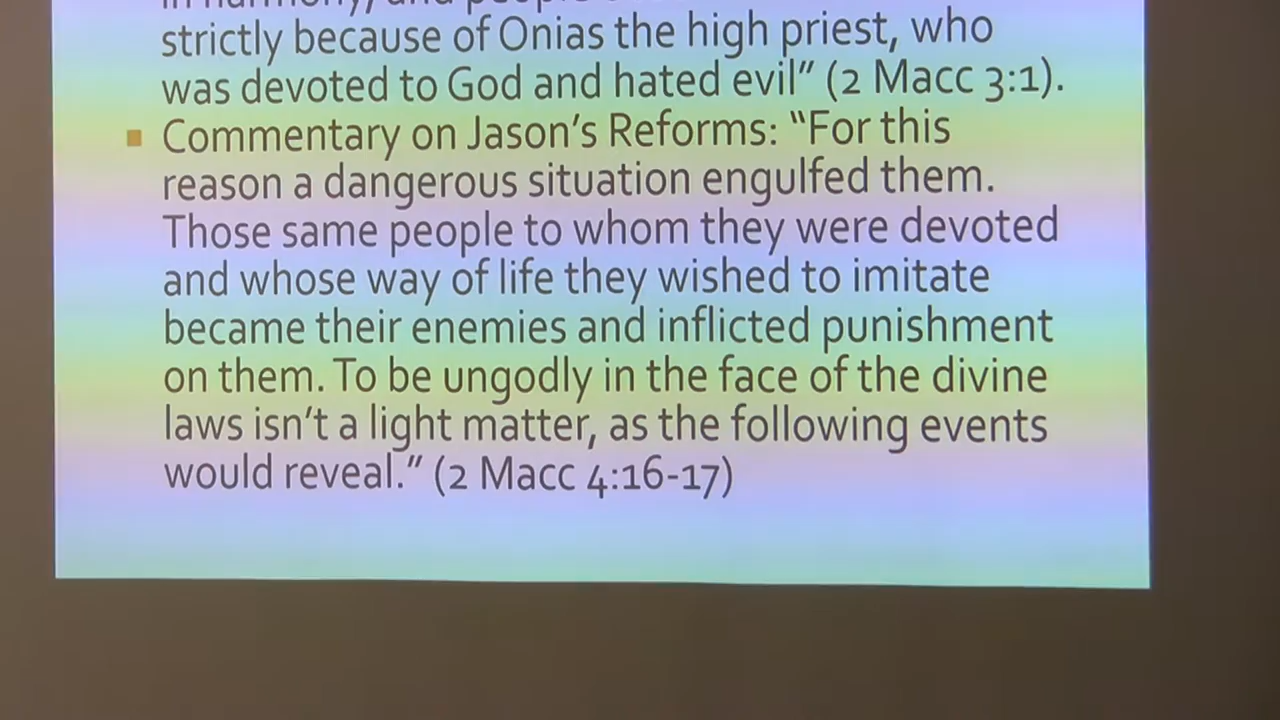 in harmony, and people
strictly because of Onias the high priest, who
was devoted to God and hated evil” (2 Macc 3:1).
▪ Commentary on Jason’s Reforms: “For this
reason a dangerous situation engulfed them.
Those same people to whom they were devoted
and whose way of life they wished to imitate
became their enemies and inflicted punishment
on them. To be ungodly in the face of the divine
laws isn’t a light matter, as the following events
would reveal.” (2 Macc 4:16-17)